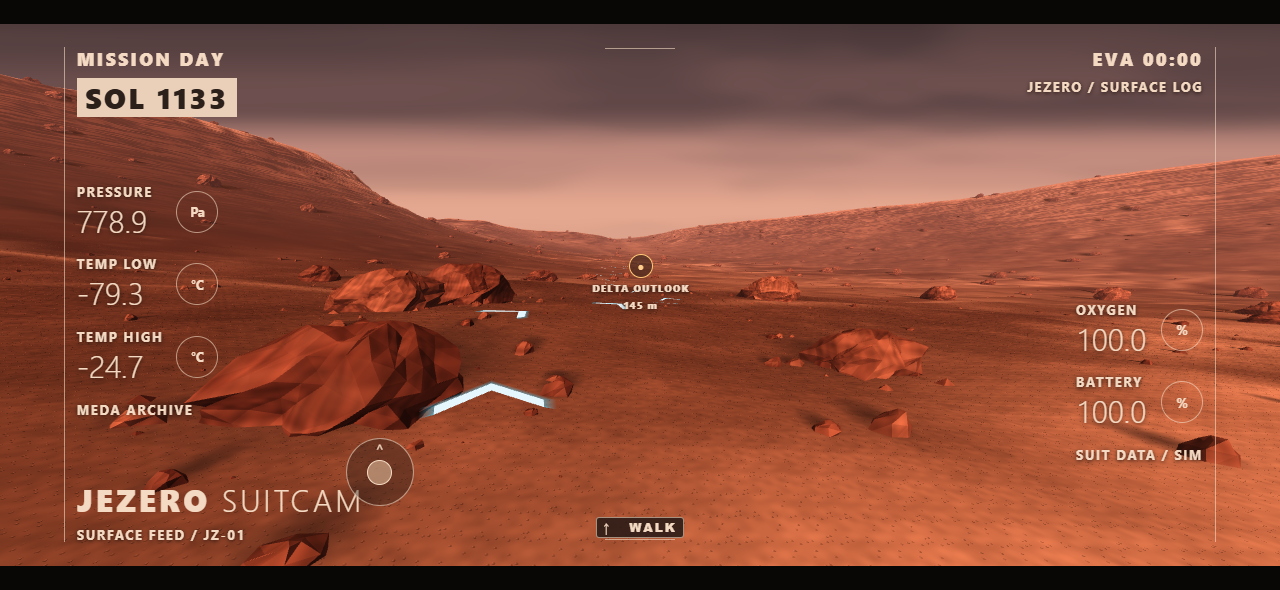 MISSION DAY
SOL 1133
EVA 00:00
JEZERO / SURFACE LOG
PRESSURE
778.9 Pa
TEMP LOW
-79.3 °C
TEMP HIGH
-24.7 °C
MEDA ARCHIVE
DELTA OUTLOOK
145 m
OXYGEN
100.0 %
BATTERY
100.0 %
SUIT DATA / SIM
JEZERO SUITCAM
SURFACE FEED / JZ-01
↑ WALK